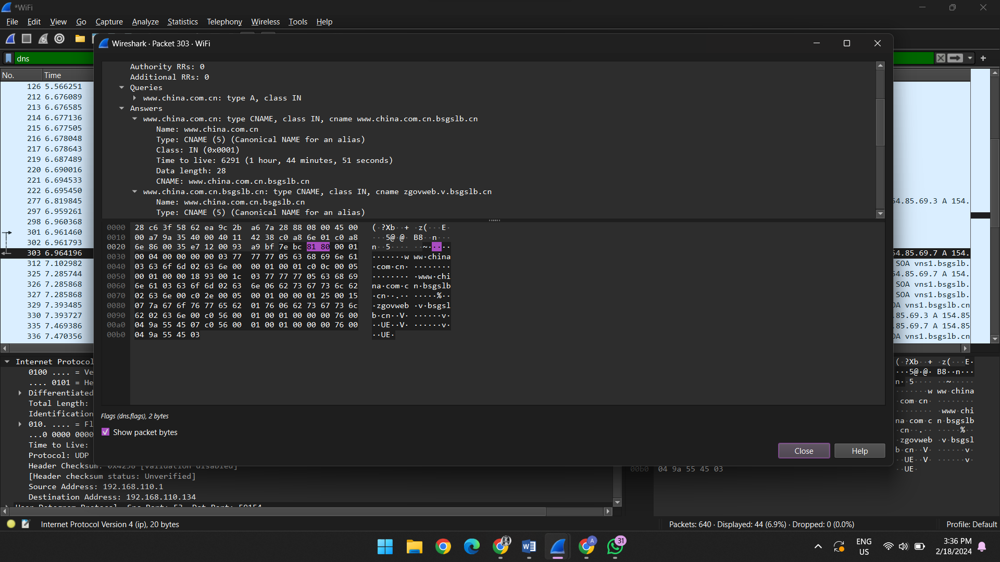 *WiFi
File Edit View Go Capture Analyze Statistics Telephony Wireless Tools Help
Wireshark · Packet 303 · WiFi
dns
No. Time
126 5.566251
212 6.676089
213 6.676585
214 6.677136
215 6.677505
216 6.678048
217 6.678643
219 6.687489
220 6.690016
221 6.694533
222 6.695450
277 6.819845
297 6.959261
298 6.960368
301 6.961460
302 6.961793
303 6.964196
312 7.102982
325 7.285744
326 7.285868
327 7.285868
329 7.393485
330 7.393727
335 7.469386
336 7.470356
Authority RRs: 0
Additional RRs: 0
Queries
www.china.com.cn: type A, class IN
Answers
www.china.com.cn: type CNAME, class IN, cname www.china.com.cn.bsgslb.cn
Name: www.china.com.cn
Type: CNAME (5) (Canonical NAME for an alias)
Class: IN (0x0001)
Time to live: 6291 (1 hour, 44 minutes, 51 seconds)
Data length: 28
CNAME: www.china.com.cn.bsgslb.cn
www.china.com.cn.bsgslb.cn: type CNAME, class IN, cname zgovweb.v.bsgslb.cn
Name: www.china.com.cn.bsgslb.cn
Type: CNAME (5) (Canonical NAME for an alias)
0000 28 c6 3f 58 62 ea 9c 2b a6 7a 28 88 08 00 45 00 (·?Xb··+ ·z(···E·
0010 00 a7 9a 35 40 00 40 11 42 38 c0 a8 6e 01 c0 a8 ···5@·@· B8··n···
0020 6e 86 00 35 e7 12 00 93 a9 bf 7e bc 81 80 00 01 n··5···· ··~·····
0030 00 04 00 00 00 00 03 77 77 77 05 63 68 69 6e 61 ·······w ww·china
0040 03 63 6f 6d 02 63 6e 00 00 01 00 01 c0 0c 00 05 ·com·cn· ········
0050 00 01 00 00 18 93 00 1c 03 77 77 77 05 63 68 69 ········ ·www·chi
0060 6e 61 03 63 6f 6d 02 63 6e 06 62 73 67 73 6c 62 na·com·c n·bsgslb
0070 02 63 6e 00 c0 2e 00 05 00 01 00 00 01 25 00 15 ·cn··.·· ·····%··
0080 07 7a 67 6f 76 77 65 62 01 76 06 62 73 67 73 6c ·zgovweb ·v·bsgsl
0090 62 02 63 6e 00 c0 56 00 01 00 01 00 00 00 76 00 b·cn··V· ······v·
00a0 04 9a 55 45 07 c0 56 00 01 00 01 00 00 00 76 00 ··UE··V· ······v·
00b0 04 9a 55 45 03 ··UE·
Flags (dns.flags), 2 bytes
Show packet bytes
Close Help
54.85.69.3 A 154.
54.85.69.7 A 154.
SOA vns1.bsgslb.
54.85.69.7 A 154.
SOA vns1.bsgslb.
SOA vns1.bsgslb.
OA vns1.bsgslb.cn
.85.69.3 A 154.85
.85.69.7 A 154.85
OA vns1.bsgslb.cn
Internet Protocol
0100 .... = Ve
.... 0101 = He
Differentiated
Total Length:
Identification
010. .... = Fl
...0 0000 0000
Time to Live:
Protocol: UDP
Header Checksum: 0x4238 [validation disabled]
[Header checksum status: Unverified]
Source Address: 192.168.110.1
Destination Address: 192.168.110.134
User Datagram Protocol, Src Port: 53, Dst Port: 59154
(·?Xb··+ ·z(···E·
···5@·@· B8··n···
n··5···· ··~·····
·······w ww·china
·com·cn· ········
········ ·www·chi
na·com·c n·bsgslb
·cn··.·· ·····%··
·zgovweb ·v·bsgsl
b·cn··V· ······v·
··UE··V· ······v·
00b0 04 9a 55 45 03 ··UE·
Internet Protocol Version 4 (ip), 20 bytes
Packets: 640 · Displayed: 44 (6.9%) · Dropped: 0 (0.0%)
Profile: Default
A
31
ENG
US
3:36 PM
2/18/2024